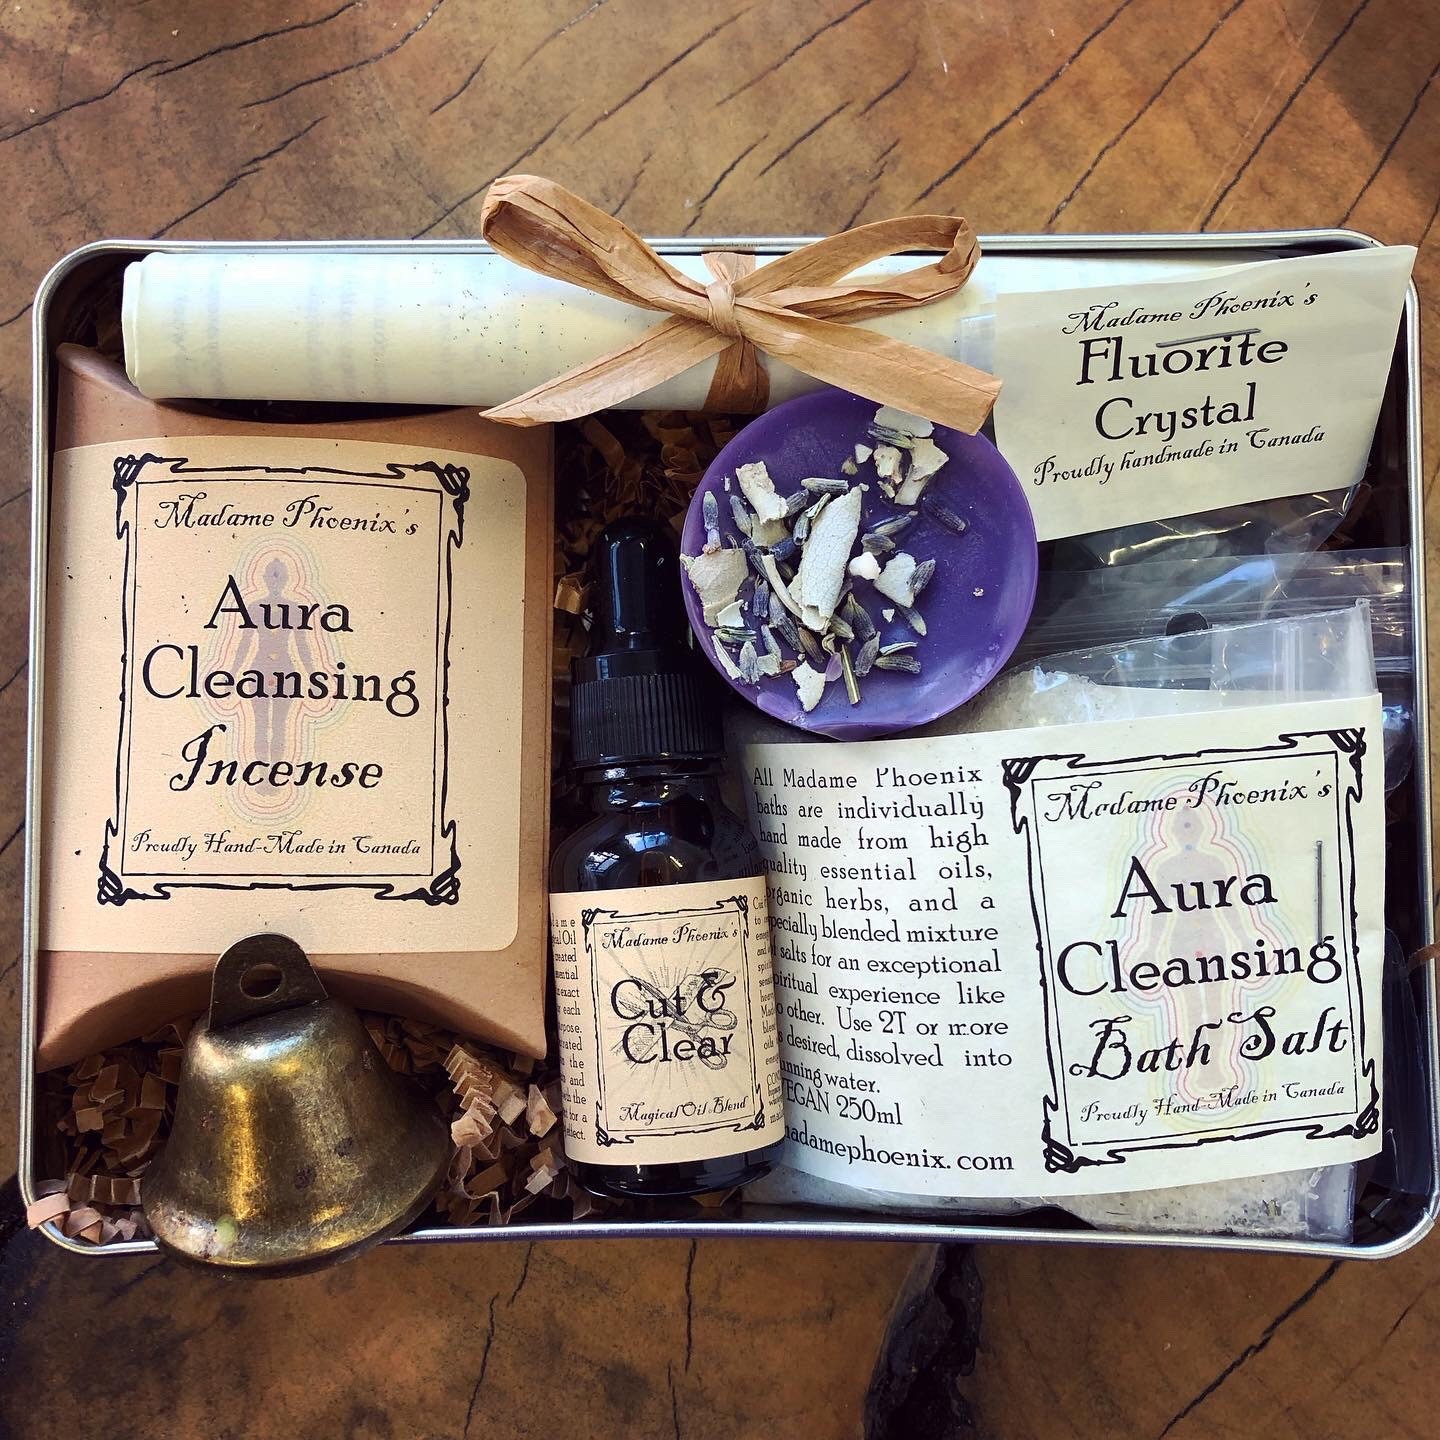 Madame Phoenix's
Fluorite
Crystal
Proudly handmade in Canada
Madame Phoenix's
Aura
Cleansing
Incense
Proudly Hand-Made in Canada
Madame Phoenix's
Cut &
Clear
Magical Oil Blend
All Madame Phoenix
baths are individually
hand made from high
quality essential oils,
organic herbs, and a
specially blended mixture
salts for an exceptional
spiritual experience like
no other. Use 2T or more
as desired, dissolved into
running water.
VEGAN 250ml
madamephoenix.com
Madame Phoenix's
Aura
Cleansing
Bath Salt
Proudly Hand-Made in Canada